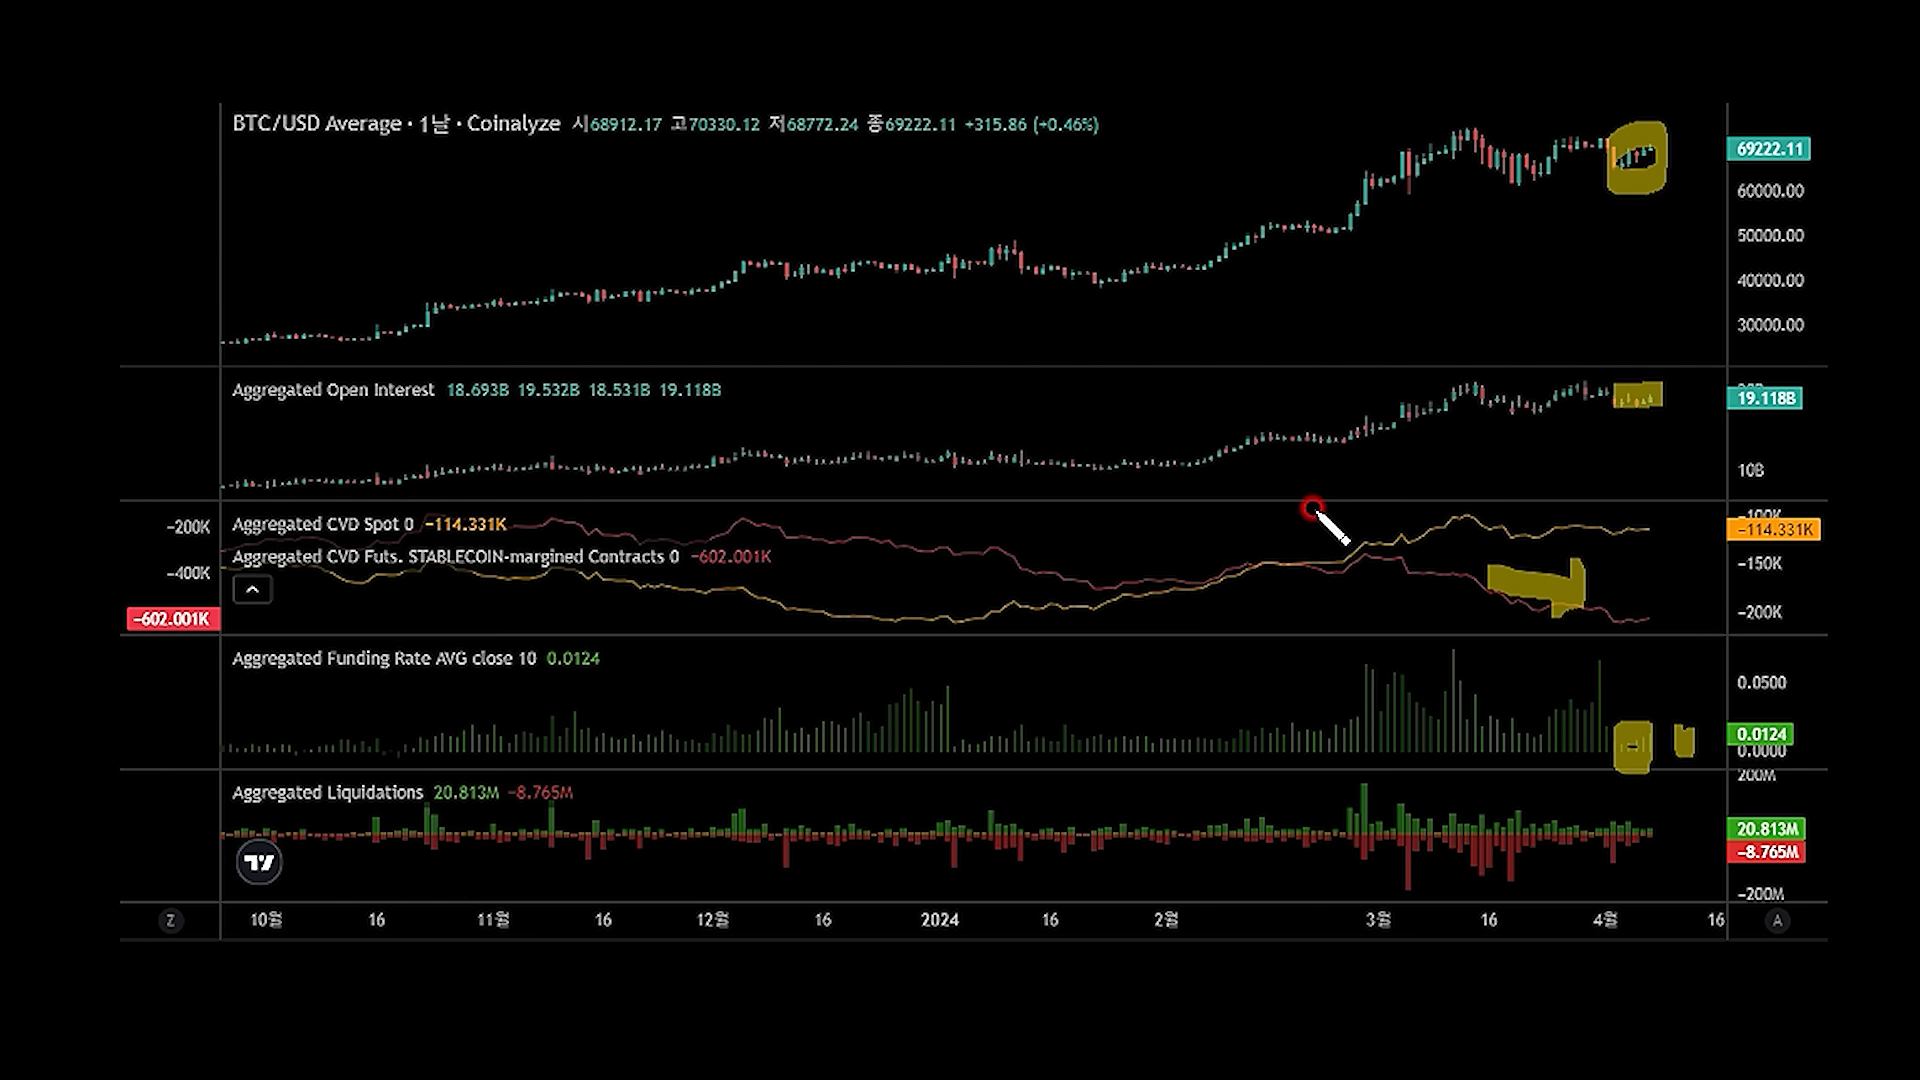 BTC/USD Average · 1날 · Coinalyze 시68912.17 고70330.12 저68772.24 종69222.11 +315.86 (+0.46%)
69222.11
60000.00
50000.00
40000.00
30000.00
Aggregated Open Interest 18.693B 19.532B 18.531B 19.118B
19.118B
10B
-200K
Aggregated CVD Spot 0 -114.331K
-114.331K
Aggregated CVD Futs. STABLECOIN-margined Contracts 0 -602.001K
-150K
-400K
-200K
-602.001K
Aggregated Funding Rate AVG close 10 0.0124
0.0500
0.0124
0.0000
200M
Aggregated Liquidations 20.813M -8.765M
20.813M
-8.765M
-200M
Z 10월 16 11월 16 12월 16 2024 16 2월 3월 16 4월 16 A